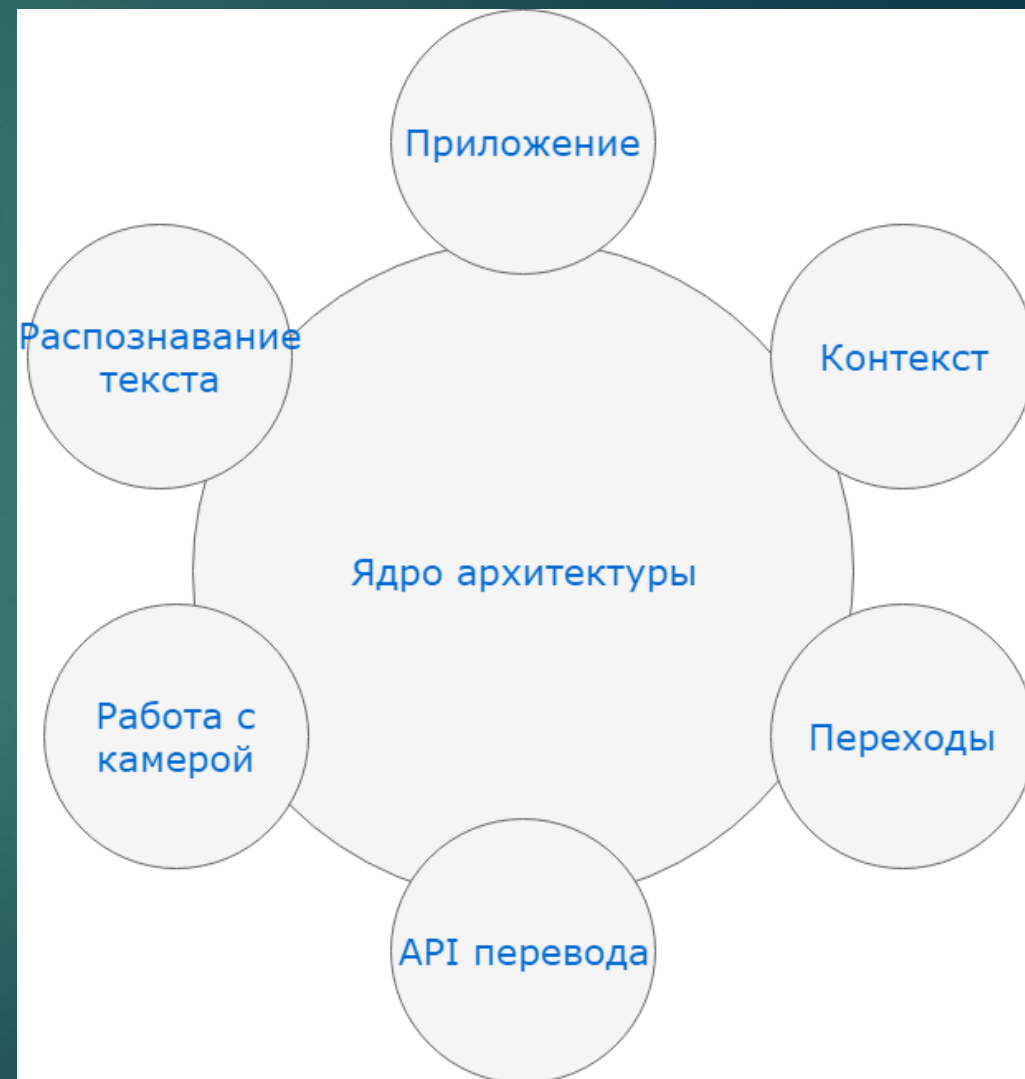 Приложение
Распознавание
текста
Контекст
Ядро архитектуры
Работа с
камерой
Переходы
API перевода